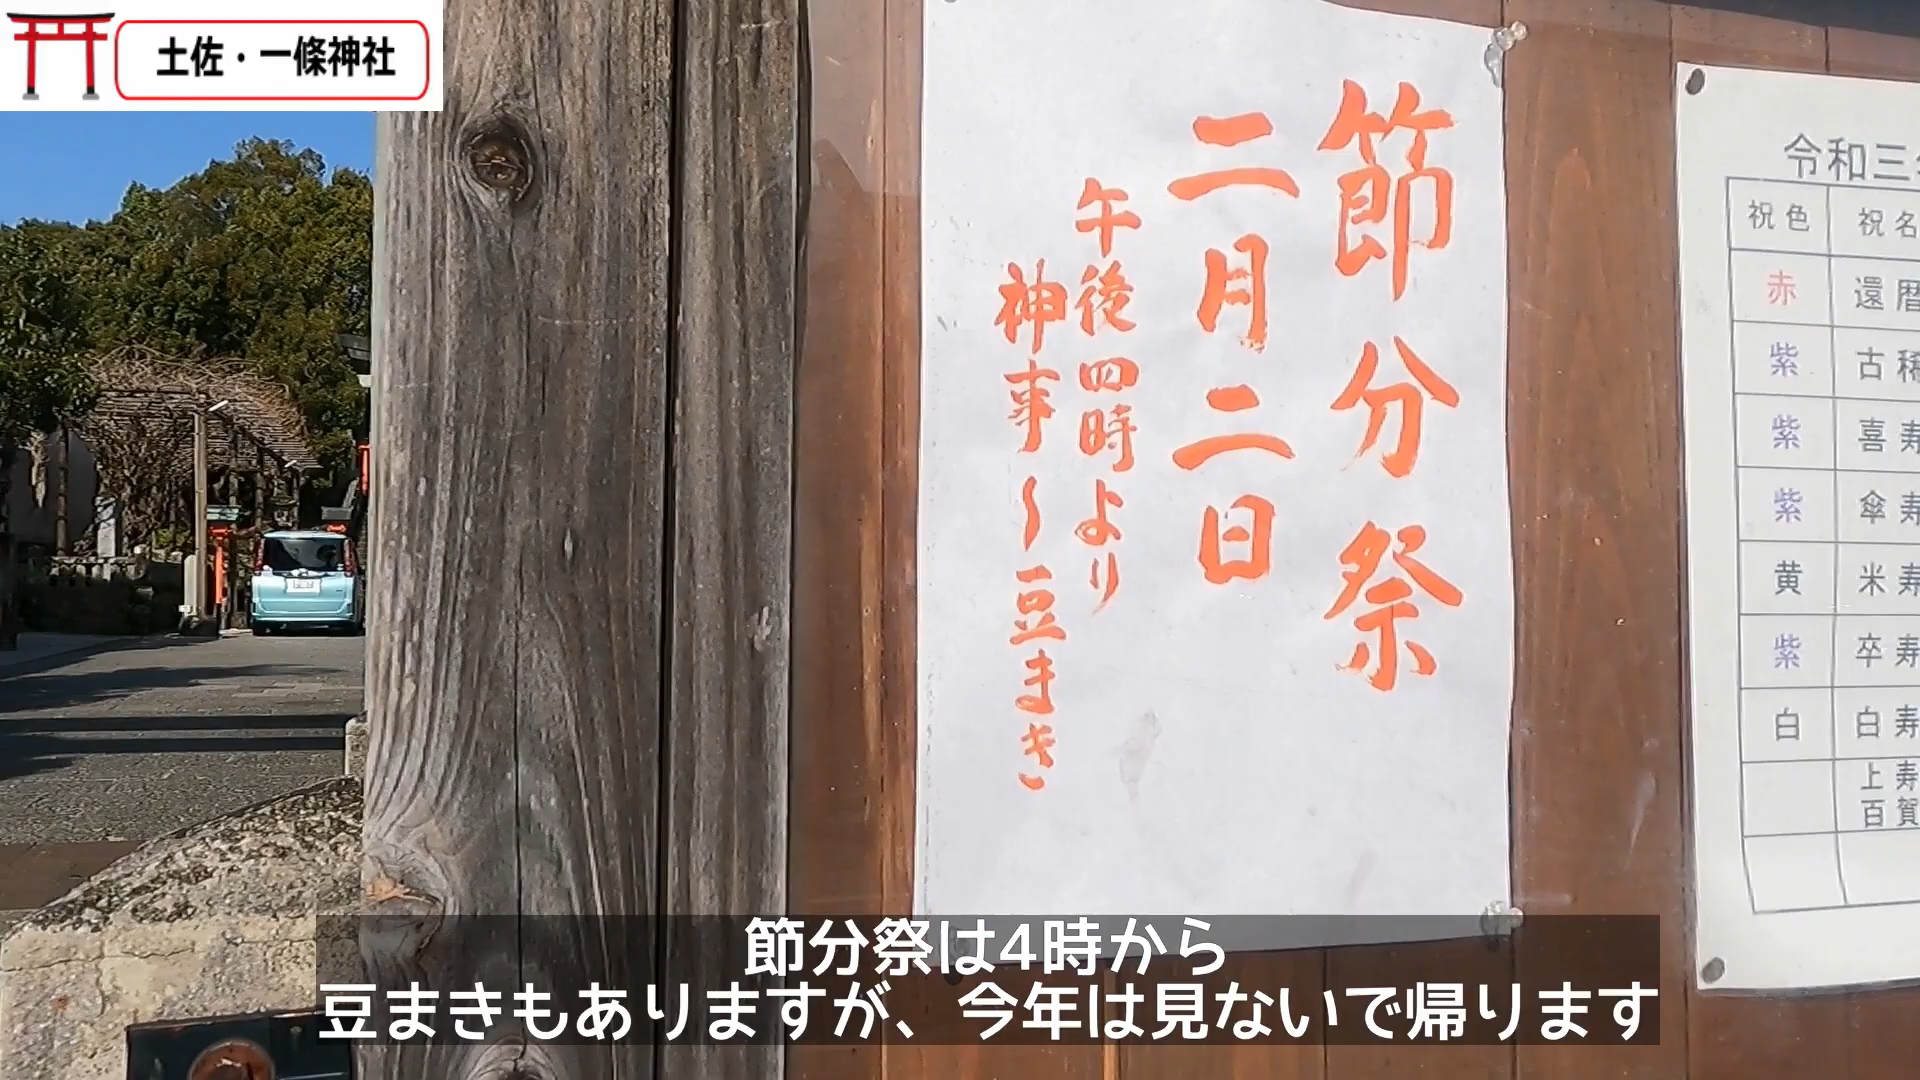 土佐・一條神社
節分祭
二月二日
午後四時より
神事〜豆まき
令和三
祝色 祝名
赤 還暦
紫 古稀
紫 喜寿
紫 傘寿
黄 米寿
紫 卒寿
白 白寿
上寿
百賀
節分祭は4時から
豆まきもありますが、今年は見ないで帰ります